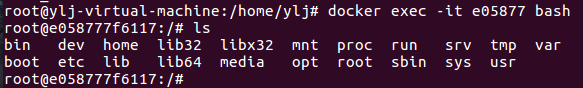 root@ylj-virtual-machine:/home/ylj# docker exec -it e05877 bash
root@e058777f6117:/# ls
bin dev home lib32 libx32 mnt proc run srv tmp var
boot etc lib lib64 media opt root sbin sys usr
root@e058777f6117:/#